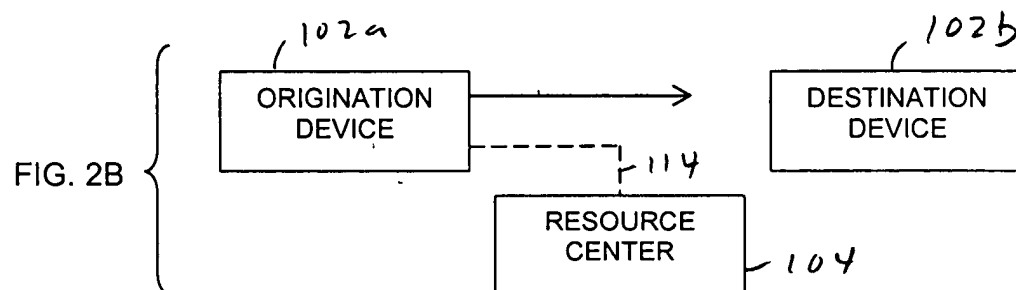 102a
102b
ORIGINATION
DEVICE
DESTINATION
DEVICE
FIG. 2B
114
RESOURCE
CENTER
104